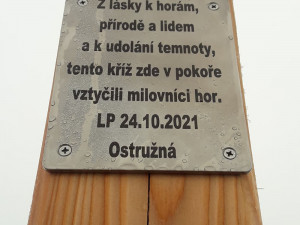 Z lásky k horám,
přírodě a lidem
a k udolání temnoty,
tento kříž zde v pokoře
vztyčili milovníci hor.
LP 24.10.2021
Ostružná